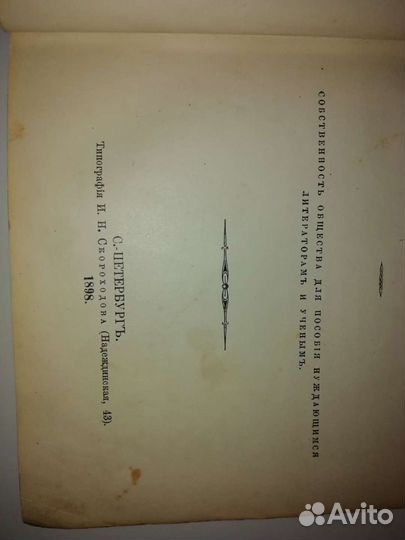 СОБСТВЕННОСТЬ ОБЩЕСТВА ДЛЯ ПОСОБІЯ НУЖДАЮЩИМСЯ
ЛИТЕРАТОРАМЪ И УЧЕНЫМЪ.
С.-ПЕТЕРБУРГЪ.
Типографія И. Н. Скороходова (Надеждинская, 43).
1898.
Avito